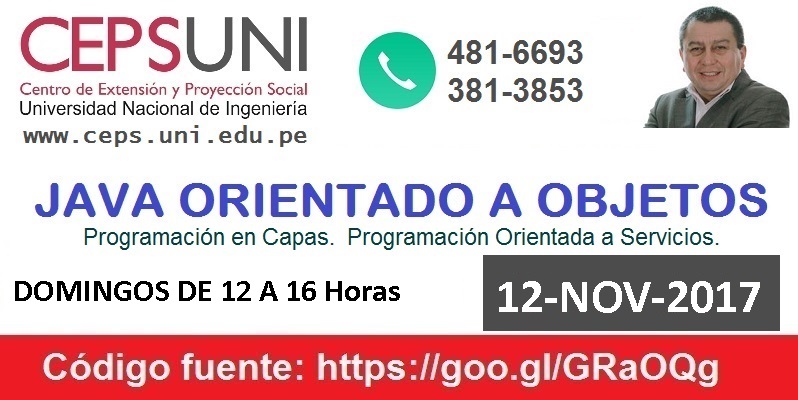 CEPSUNI
Centro de Extensión y Proyección Social
Universidad Nacional de Ingeniería
www.ceps.uni.edu.pe
481-6693
381-3853
JAVA ORIENTADO A OBJETOS
Programación en Capas.  Programación Orientada a Servicios.
DOMINGOS DE 12 A 16 Horas
12-NOV-2017
Código fuente: https://goo.gl/GRaOQg